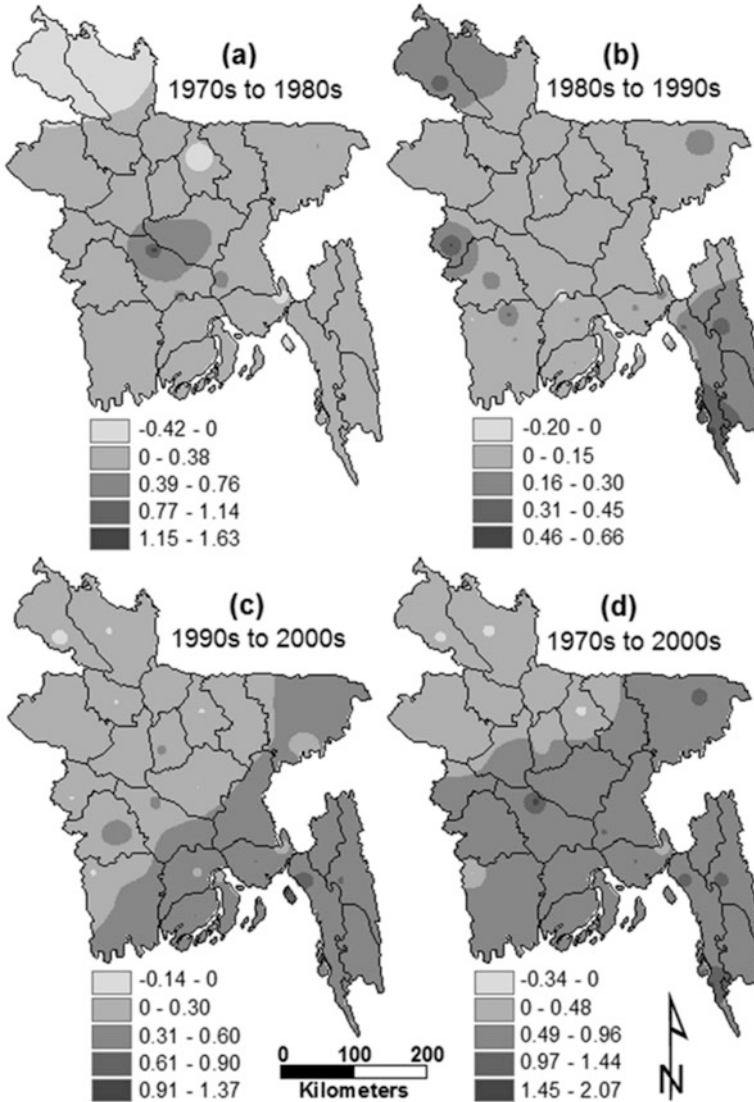 (a)
1970s to 1980s
-0.42 - 0
0 - 0.38
0.39 - 0.76
0.77 - 1.14
1.15 - 1.63
(b)
1980s to 1990s
-0.20 - 0
0 - 0.15
0.16 - 0.30
0.31 - 0.45
0.46 - 0.66
(c)
1990s to 2000s
-0.14 - 0
0 - 0.30
0.31 - 0.60
0.61 - 0.90
0.91 - 1.37
0 100 200
Kilometers
(d)
1970s to 2000s
-0.34 - 0
0 - 0.48
0.49 - 0.96
0.97 - 1.44
1.45 - 2.07
N